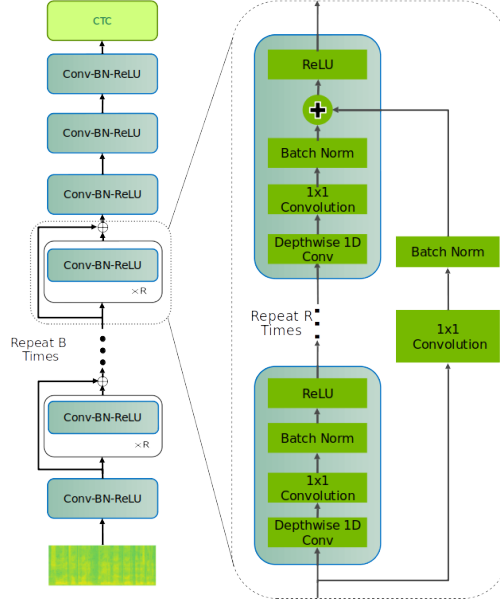 CTC
Conv-BN-ReLU
Conv-BN-ReLU
Conv-BN-ReLU
Conv-BN-ReLU
×R
Repeat B
Times
Conv-BN-ReLU
×R
Conv-BN-ReLU
ReLU
+
Batch Norm
1x1
Convolution
Depthwise 1D
Conv
Repeat R
Times
ReLU
Batch Norm
1x1
Convolution
Depthwise 1D
Conv
Batch Norm
1x1
Convolution